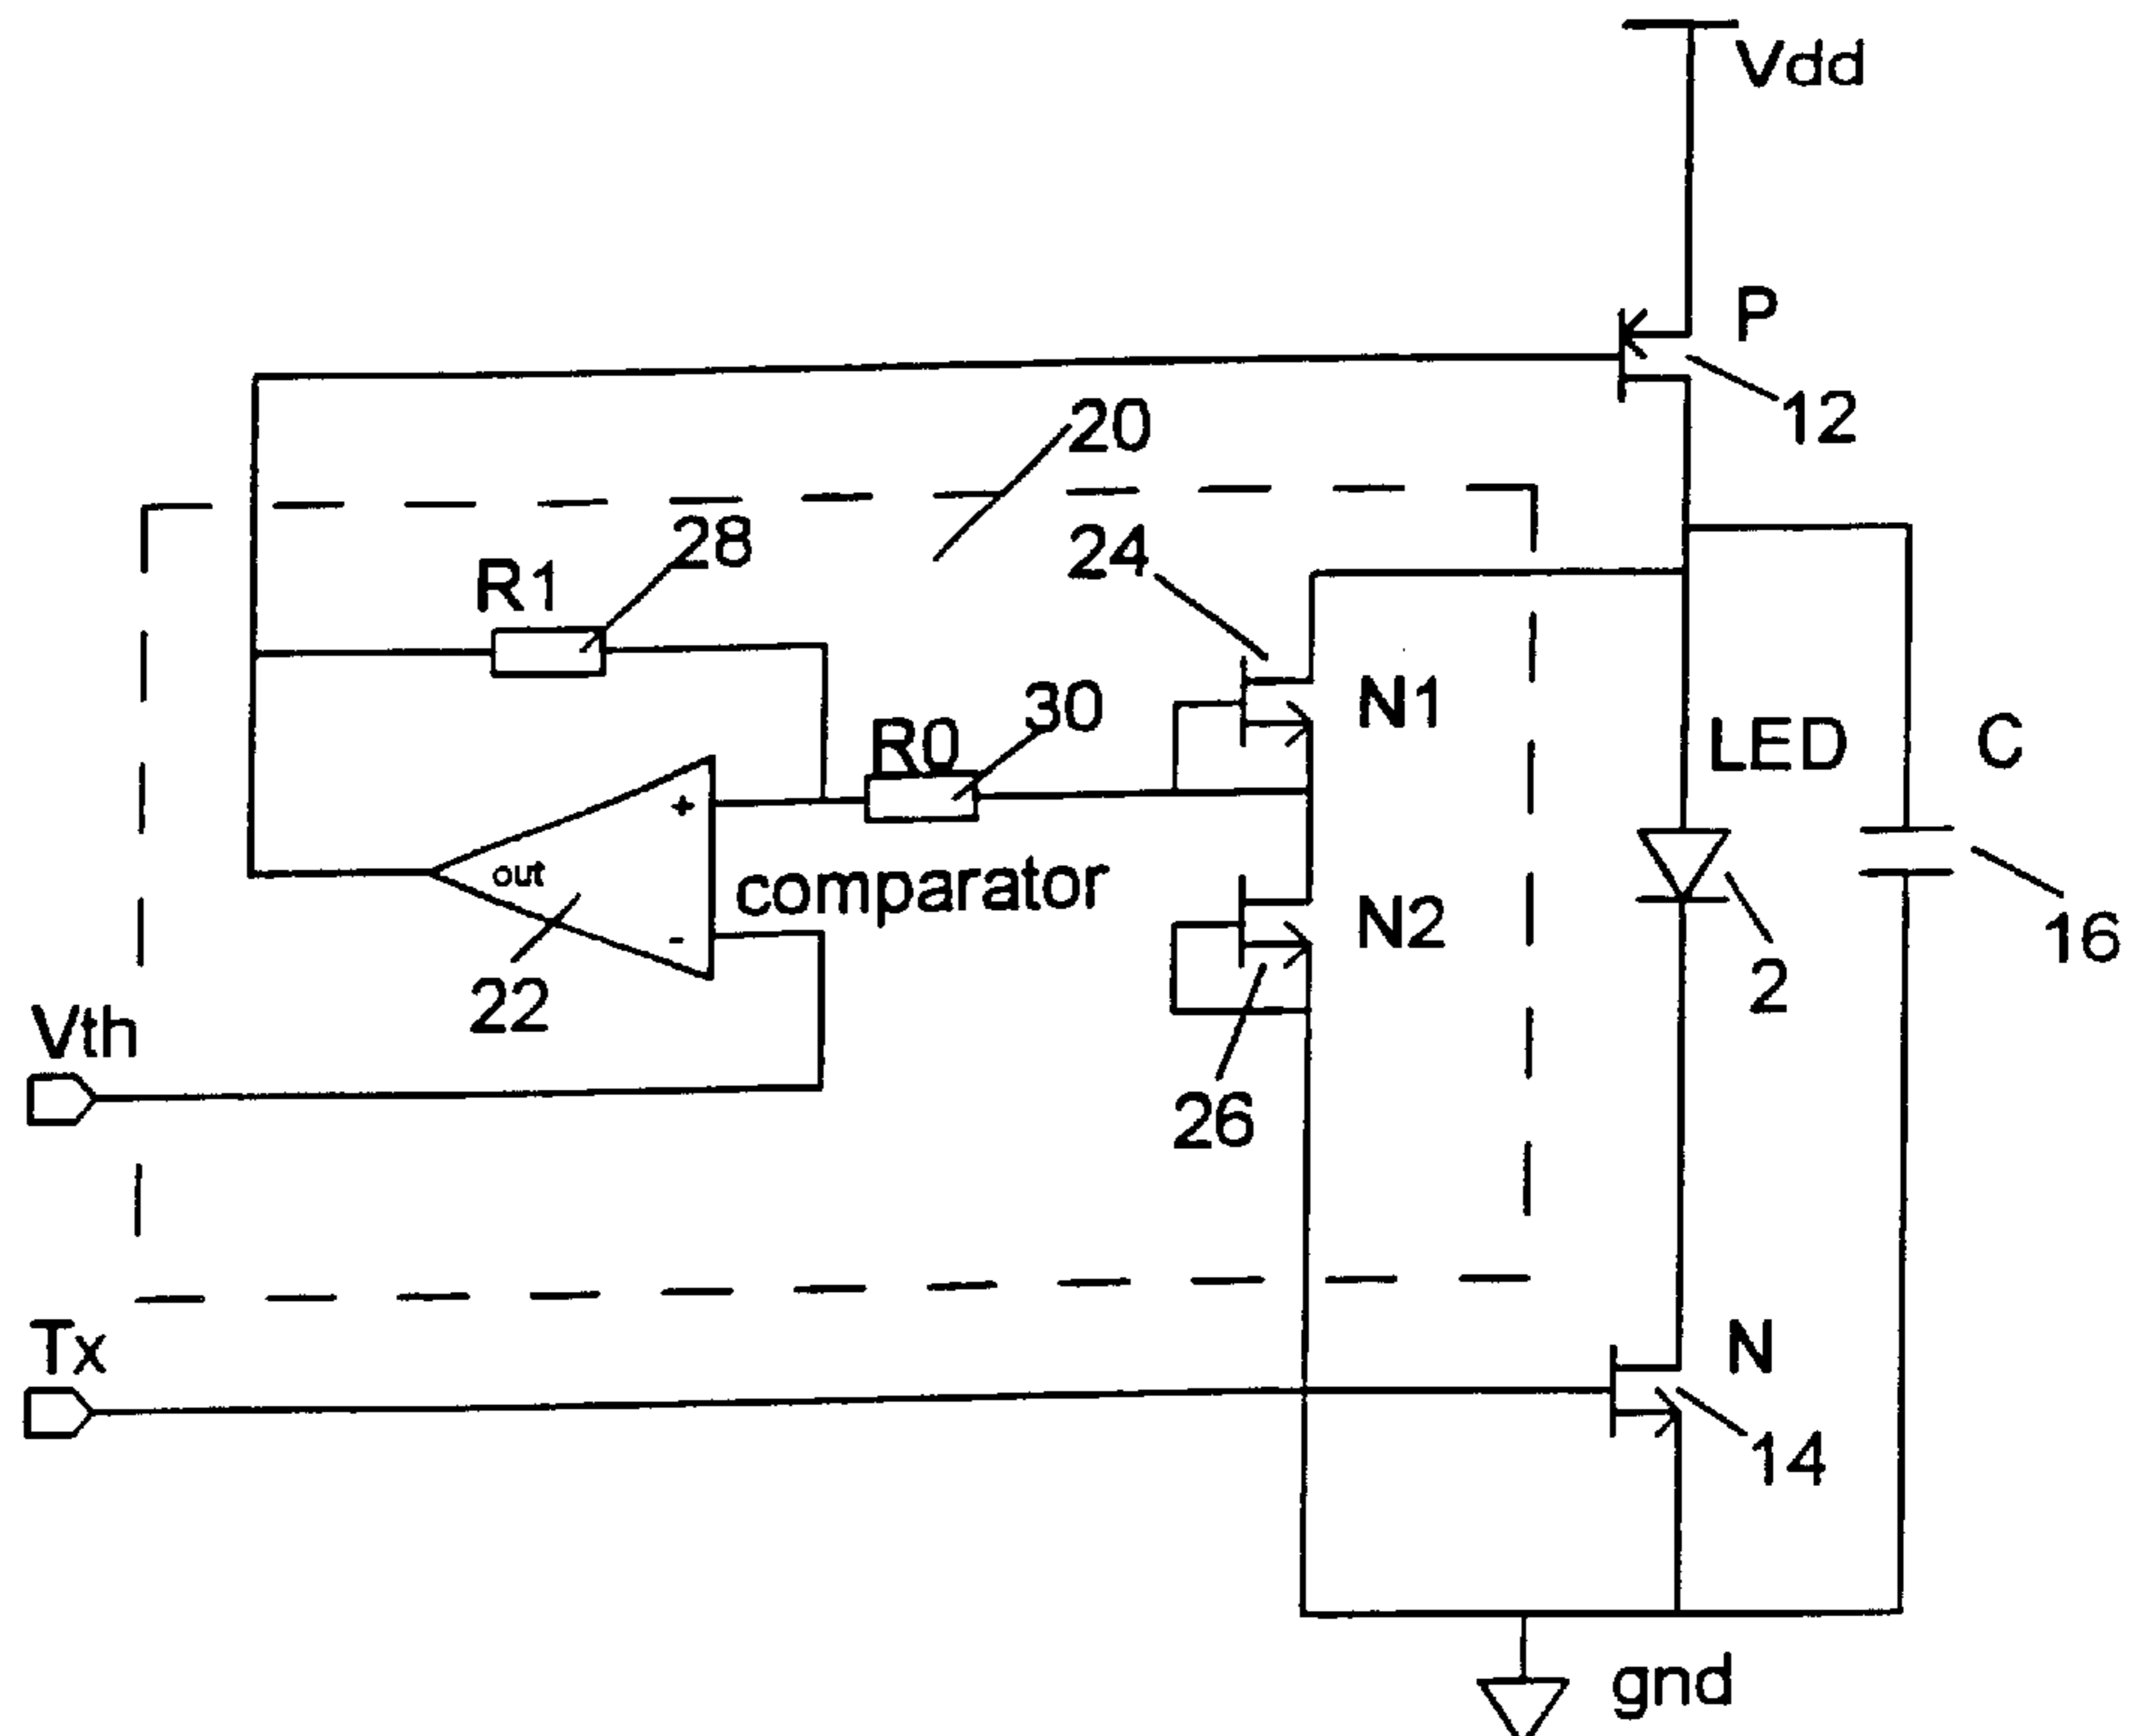 Vdd
P
12
20
28
24
R1
30
N1
R0
LED
C
+
out
comparator
N2
-
16
22
2
Vth
26
Tx
N
14
gnd